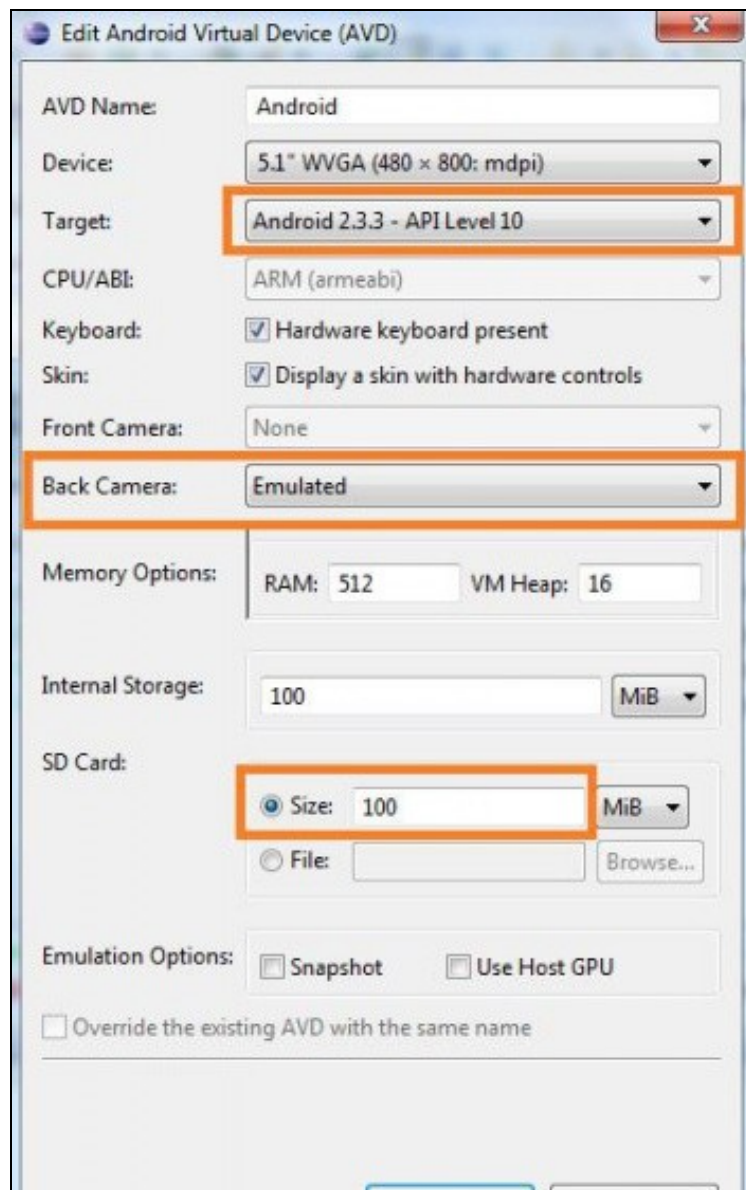 Edit Android Virtual Device (AVD)
AVD Name: Android
Device: 5.1" WVGA (480 × 800: mdpi)
Target: Android 2.3.3 - API Level 10
CPU/ABI: ARM (armeabi)
Keyboard: Hardware keyboard present
Skin: Display a skin with hardware controls
Front Camera: None
Back Camera: Emulated
Memory Options: RAM: 512 VM Heap: 16
Internal Storage: 100 MiB
SD Card:
Size: 100 MiB
File: Browse...
Emulation Options: Snapshot Use Host GPU
Override the existing AVD with the same name